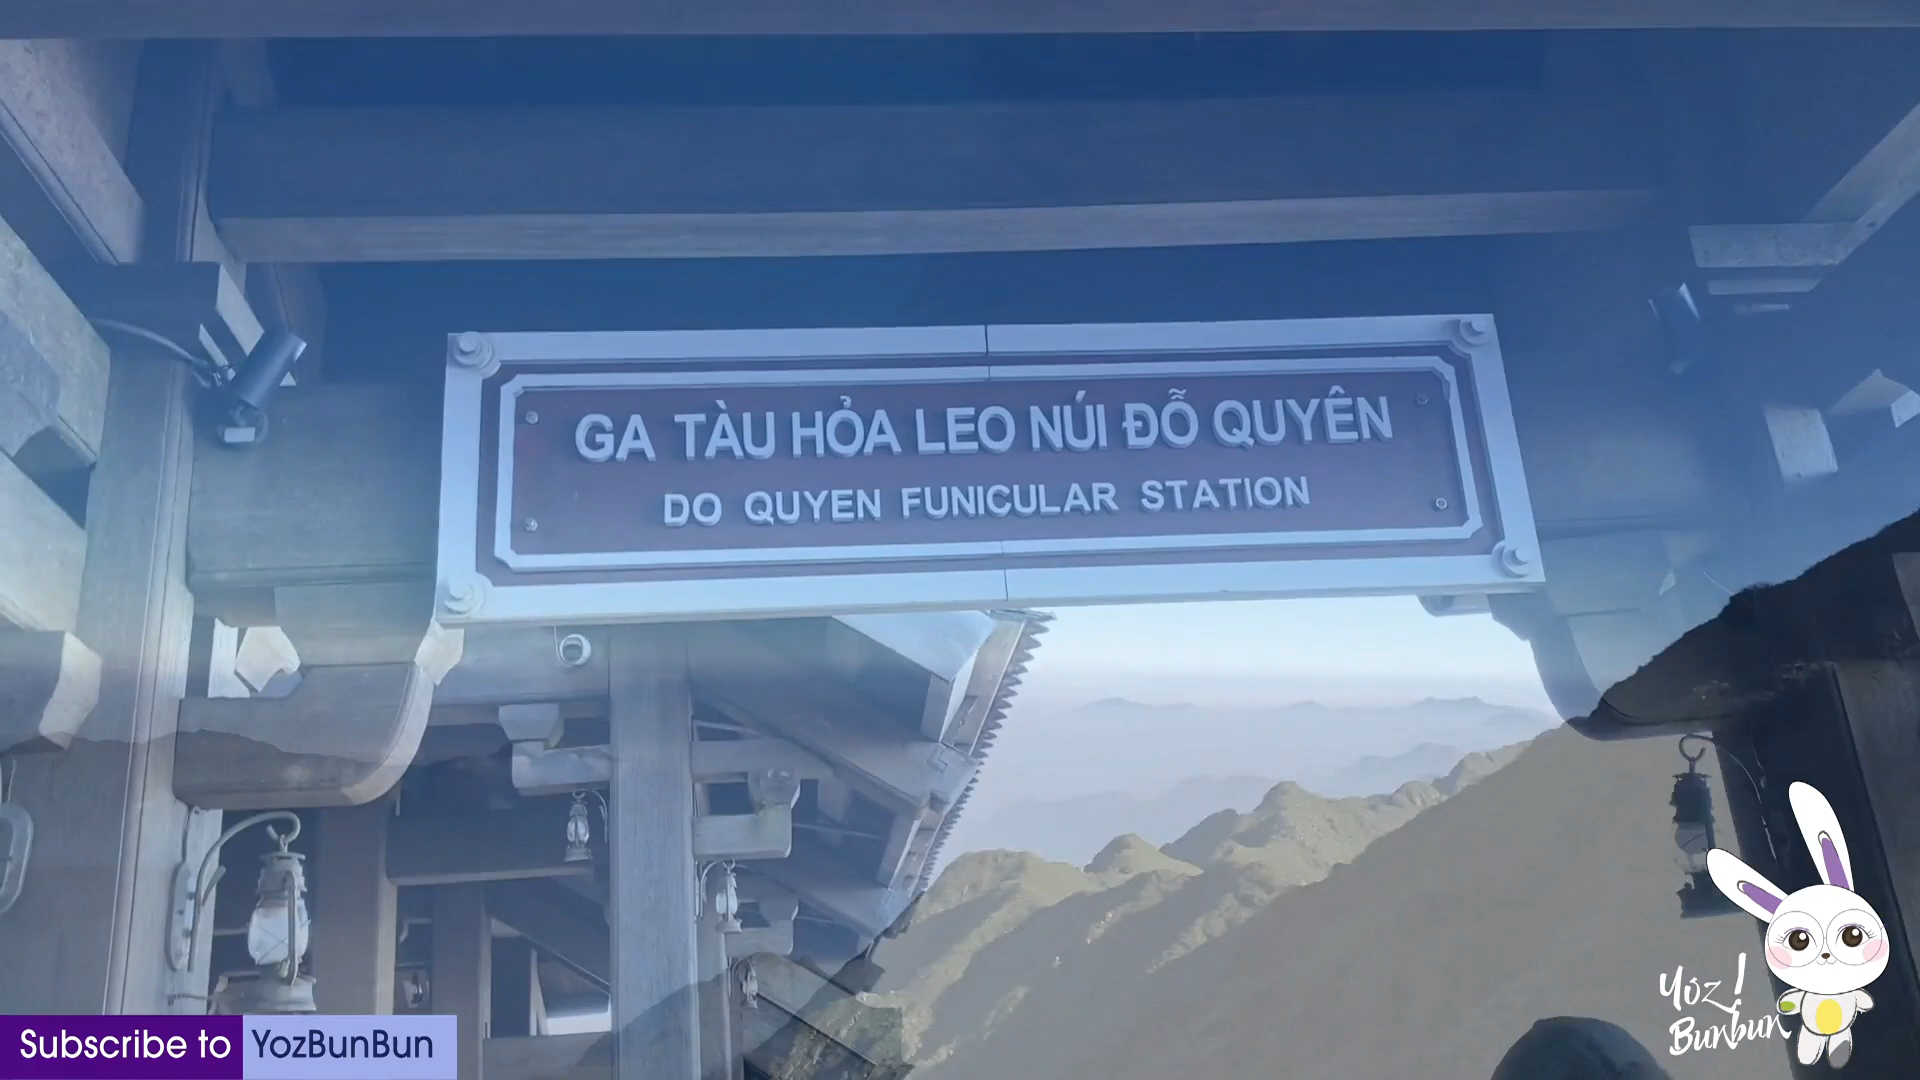 GA TÀU HỎA LEO NÚI ĐỖ QUYÊN
DO QUYEN FUNICULAR STATION
Yoz!
Bunbun
Subscribe to YozBunBun